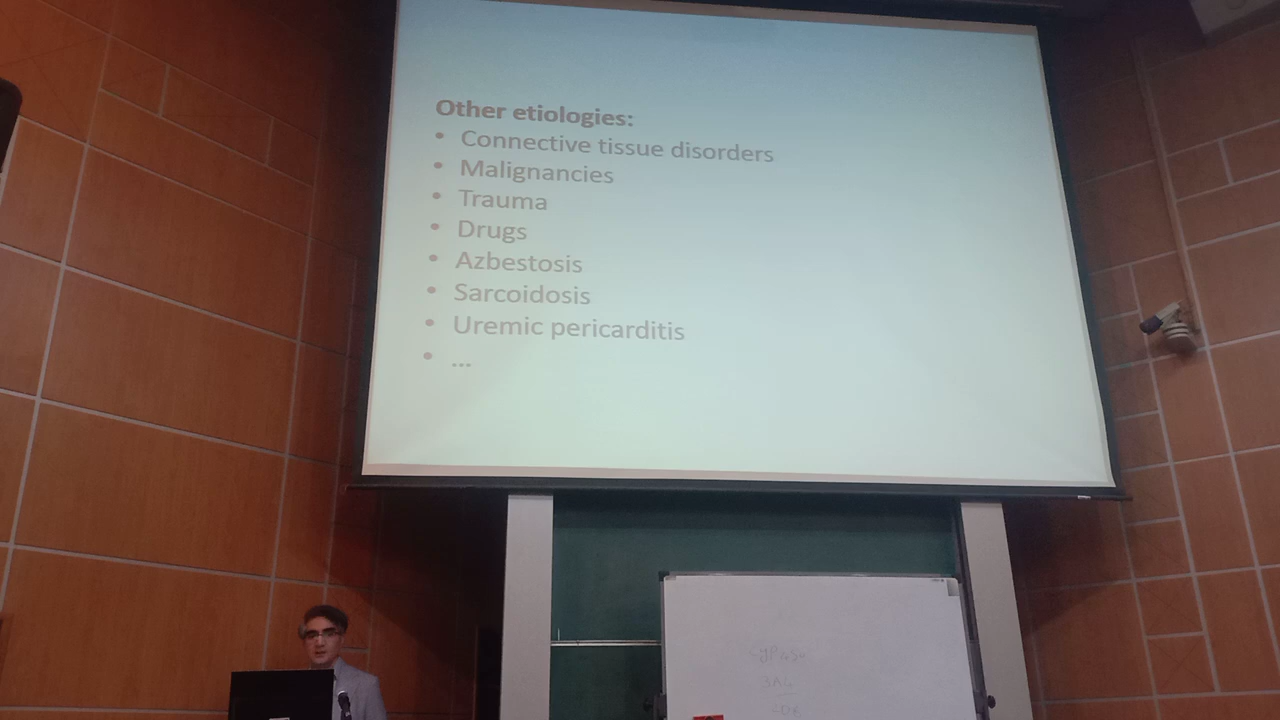 Other etiologies:
• Connective tissue disorders
• Malignancies
• Trauma
• Drugs
• Azbestosis
• Sarcoidosis
• Uremic pericarditis
• ...